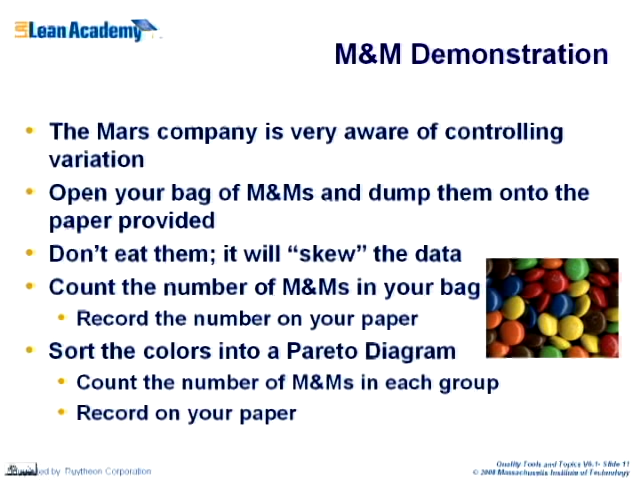 Lean Academy
M&M Demonstration
• The Mars company is very aware of controlling
variation
• Open your bag of M&Ms and dump them onto the
paper provided
• Don't eat them; it will “skew” the data
• Count the number of M&Ms in your bag
• Record the number on your paper
• Sort the colors into a Pareto Diagram
• Count the number of M&Ms in each group
• Record on your paper
by Raytheon Corporation
Quality Tools and Topics V6.1- Slide 11
© 2008 Massachusetts Institute of Technology